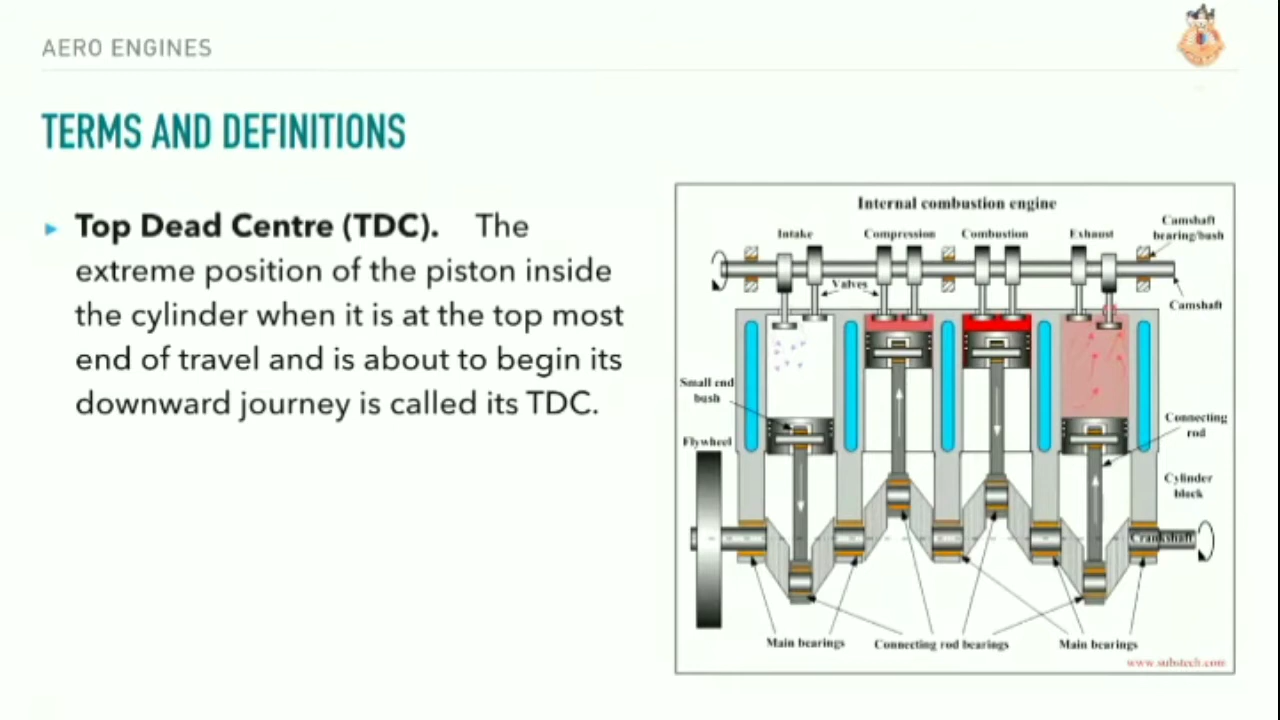 AERO ENGINES
TERMS AND DEFINITIONS
Top Dead Centre (TDC). The
extreme position of the piston inside
the cylinder when it is at the top most
end of travel and is about to begin its
downward journey is called its TDC.
Internal combustion engine
Intake
Compression
Combustion
Exhaust
Camshaft
bearing/bush
Valves
Camshaft
Small end
bush
Flywheel
Connecting
rod
Cylinder
block
Crankshaft
Main bearings
Connecting rod bearings
Main bearings
www.substech.com